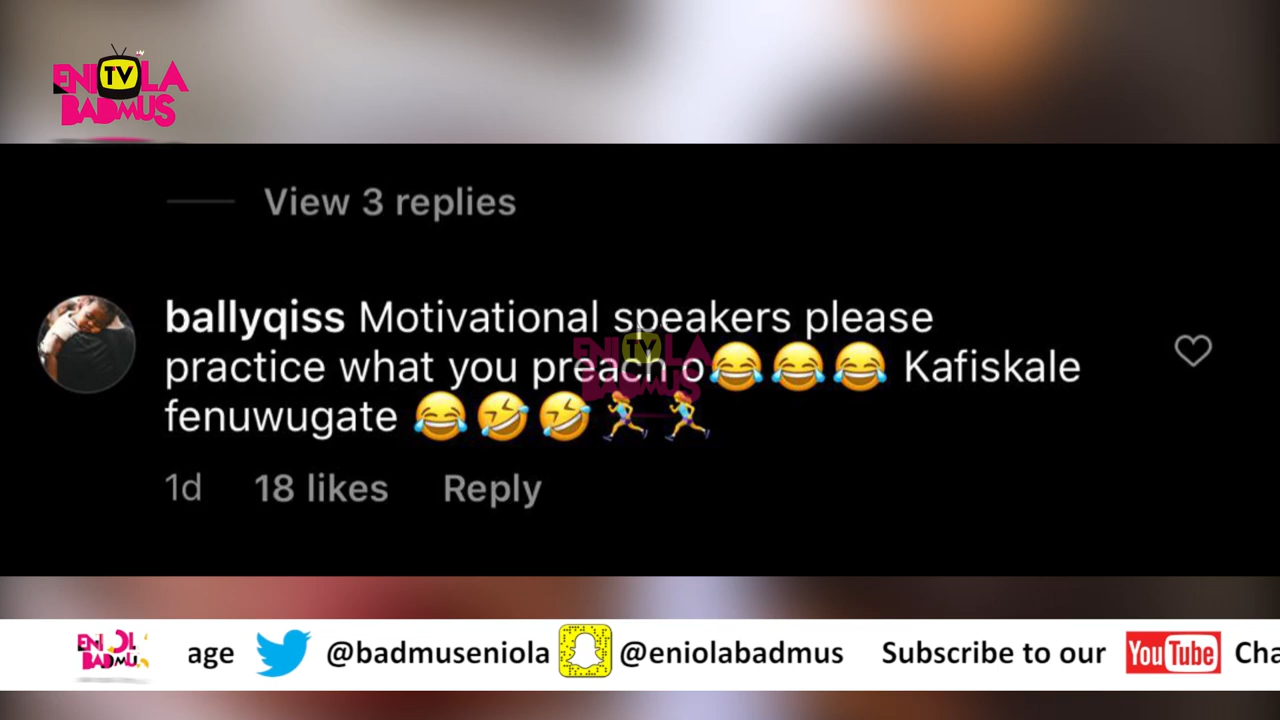 ENIOLA
TV
BADMUS
View 3 replies
ballyqiss Motivational speakers please
practice what you preach o😂😂😂 Kafiskale
fenuwugate 😂🤣🤣🏃‍♀️🏃‍♀️
1d 18 likes Reply
age @badmuseniola @eniolabadmus Subscribe to our YouTube Cha